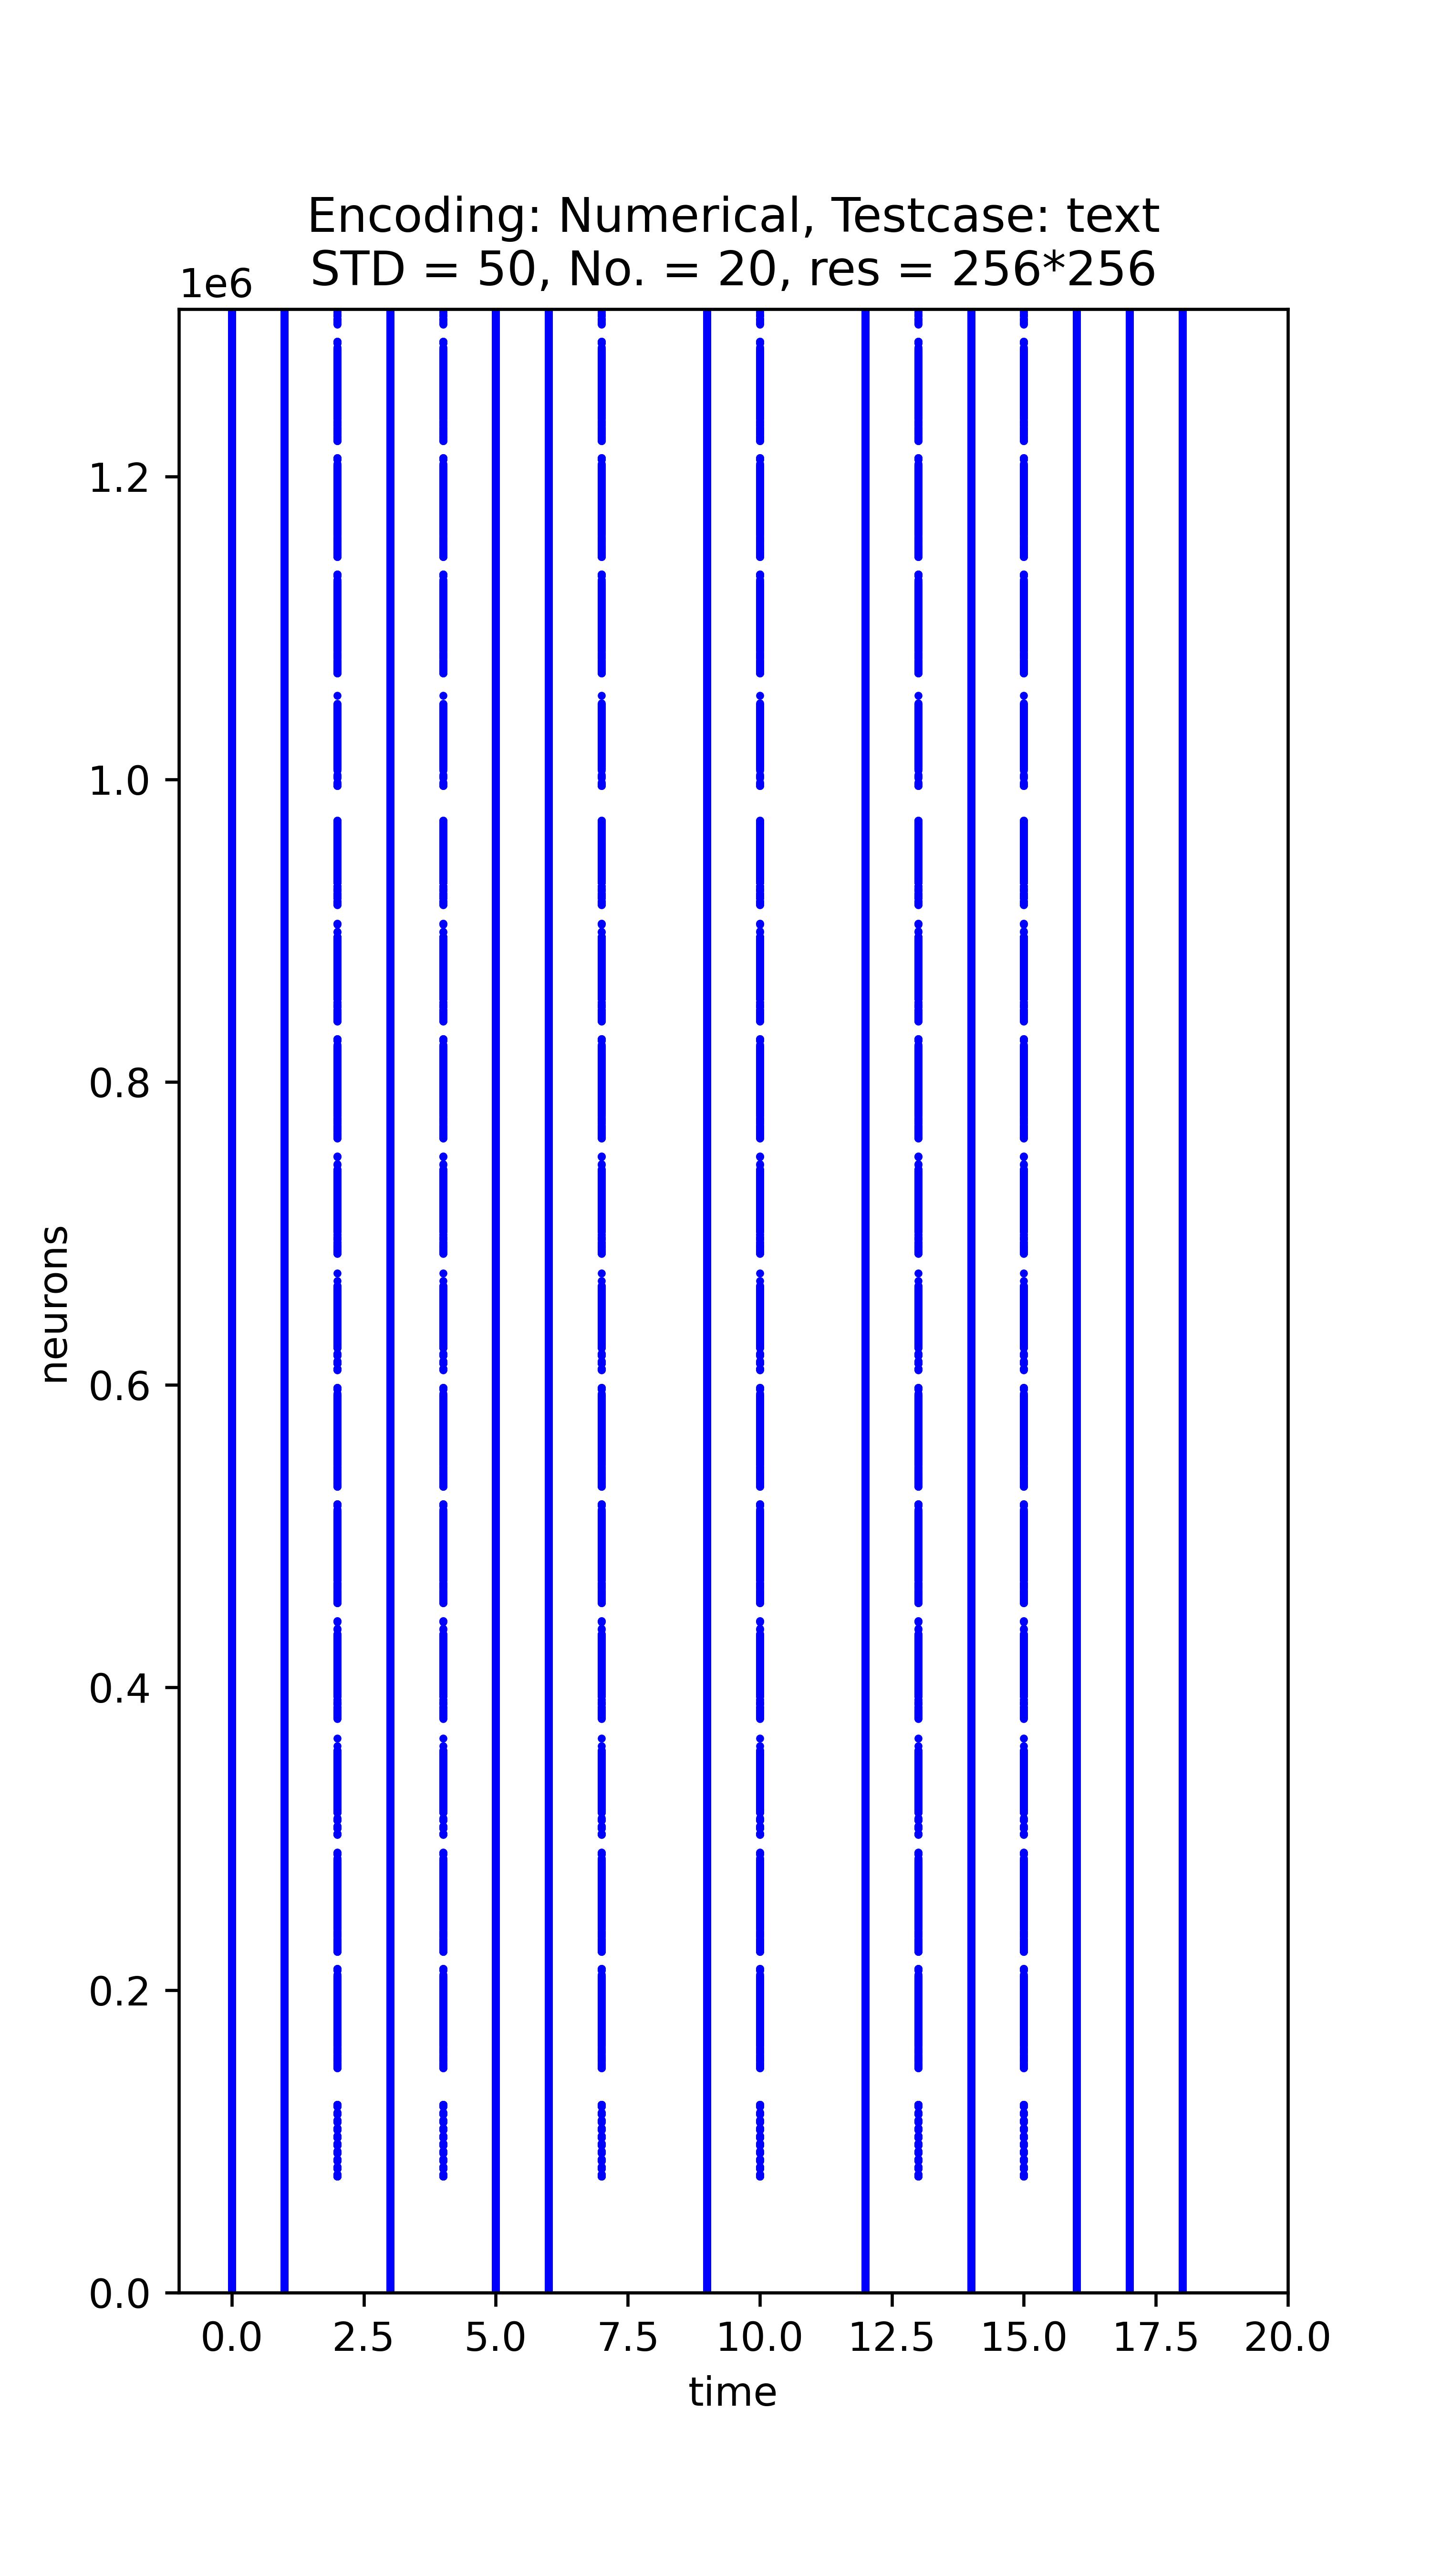 Encoding: Numerical, Testcase: text
STD = 50, No. = 20, res = 256*256
1e6
1.2
1.0
0.8
0.6
0.4
0.2
0.0
neurons
0.0 2.5 5.0 7.5 10.0 12.5 15.0 17.5 20.0
time